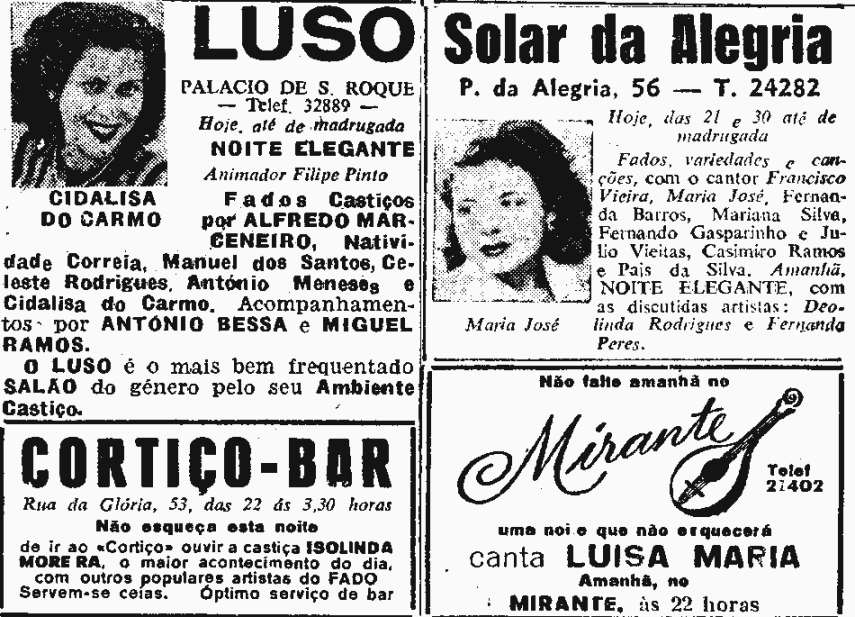 LUSO
PALACIO DE S. ROQUE
— Telef. 32889 —
Hoje, até de madrugada
NOITE ELEGANTE
Animador Filipe Pinto
CIDALISA
DO CARMO
Fados Castiços
por ALFREDO MAR-
CENEIRO, Nativi-
dade Correia, Manuel dos Santos, Ce-
leste Rodrigues, António Meneses e
Cidalisa do Carmo. Acompanhamen-
tos por ANTÓNIO BESSA e MIGUEL
RAMOS.
O LUSO é o mais bem frequentado
SALÃO do género pelo seu Ambiente
Castiço.
CORTIÇO-BAR
Rua da Glória, 53, das 22 ás 3,30 horas
Não esqueça esta noite
de ir ao «Cortiço» ouvir a castiça ISOLINDA
MORE RA, o maior acontecimento do dia,
com outros populares artistas do FADO
Servem-se ceias. Óptimo serviço de bar
Solar da Alegria
P. da Alegria, 56 — T. 24282
Hoje, das 21 e 30 até de
madrugada
Fados, variedades e can-
ções, com o cantor Francisco
Vieira, Maria José, Fernan-
da Barros, Mariana Silva,
Fernando Gasparinho e Ju-
lio Vieitas, Casimiro Ramos
e Pais da Silva. Amanhã,
NOITE ELEGANTE, com
as discutidas artistas: Deo-
linda Rodrigues e Fernanda
Peres.
Maria José
Não falte amanhã no
Mirante
Telef
27402
uma noi e que não esquecerá
canta LUISA MARIA
Amanhã, no
MIRANTE, às 22 horas